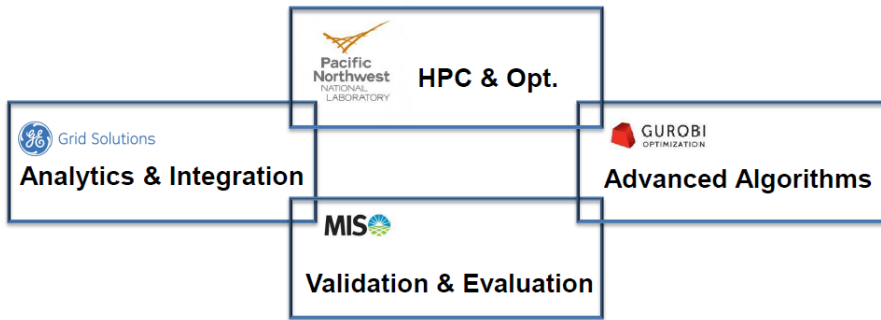 Pacific
Northwest
NATIONAL
LABORATORY
HPC & Opt.
GE Grid Solutions
Analytics & Integration
GUROBI
OPTIMIZATION
Advanced Algorithms
MISO
Validation & Evaluation